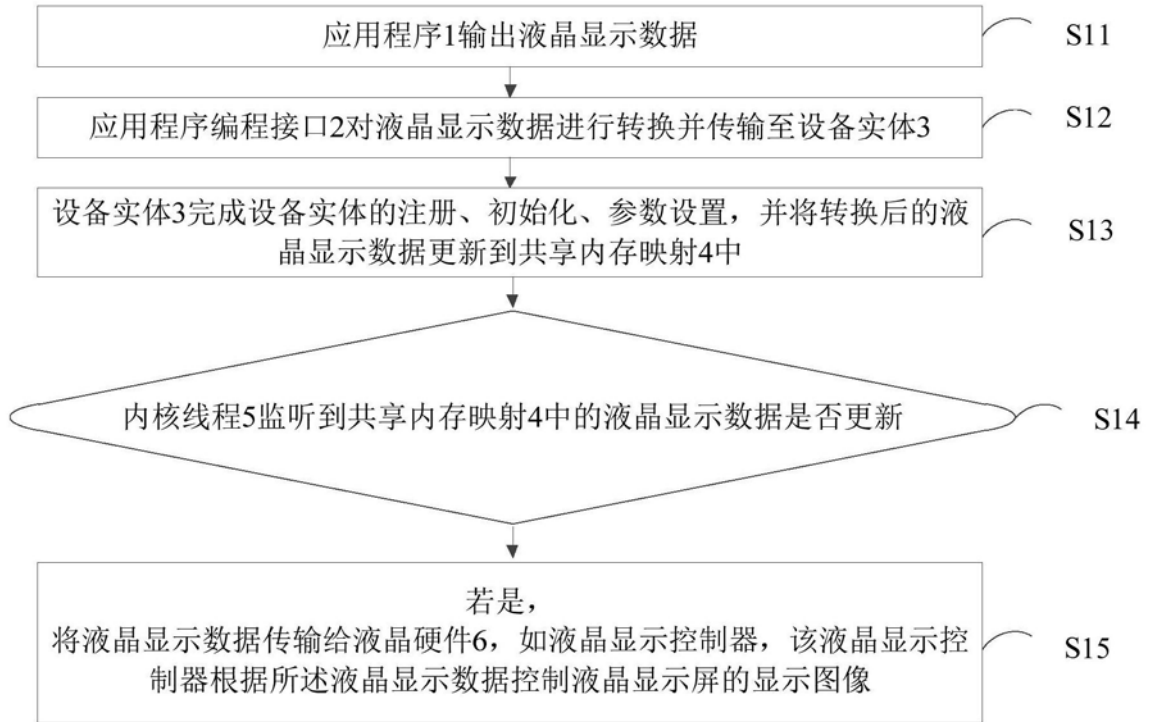 应用程序1输出液晶显示数据
S11
应用程序编程接口2对液晶显示数据进行转换并传输至设备实体3
S12
设备实体3完成设备实体的注册、初始化、参数设置，并将转换后的液
晶显示数据更新到共享内存映射4中
S13
内核线程5监听到共享内存映射4中的液晶显示数据是否更新
S14
若是，
将液晶显示数据传输给液晶硬件6，如液晶显示控制器，该液晶显示控
制器根据所述液晶显示数据控制液晶显示屏的显示图像
S15